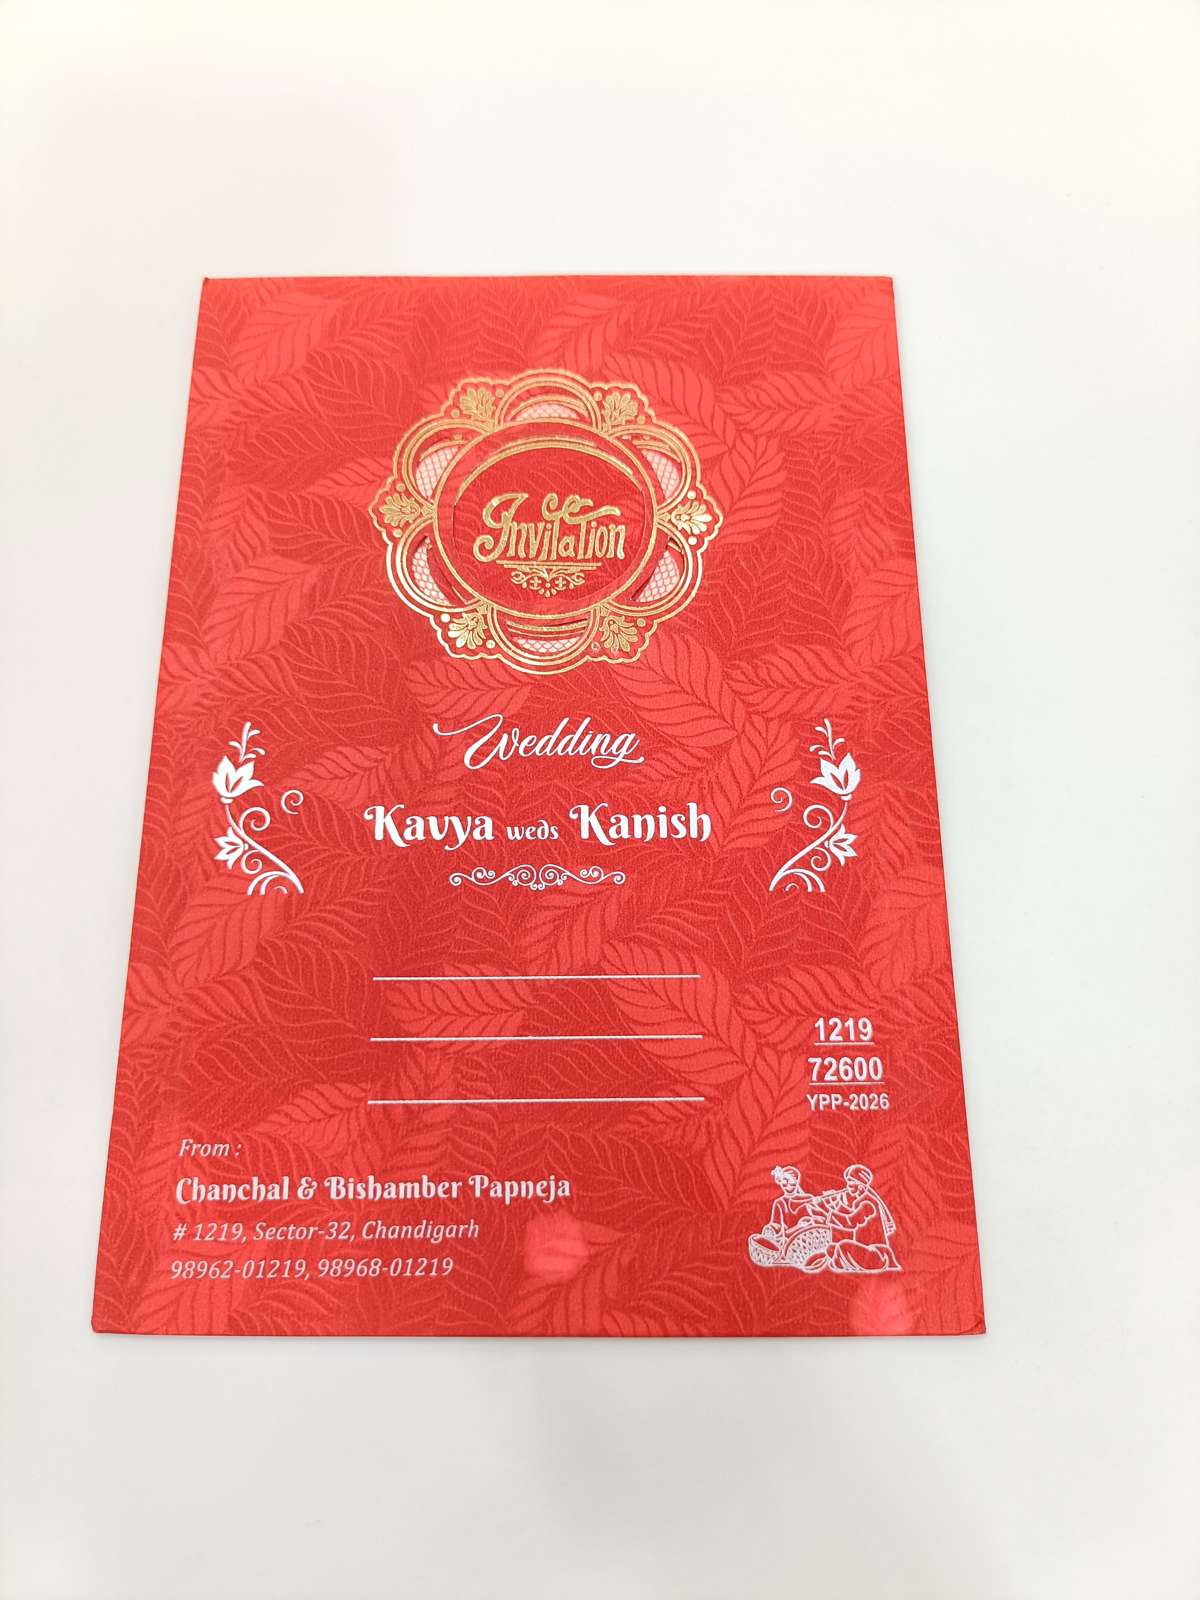 Invitation
Wedding
Kavya weds Kanish
1219
72600
YPP-2026
From :
Chanchal & Bishamber Papneja
# 1219, Sector-32, Chandigarh
98962-01219, 98968-01219